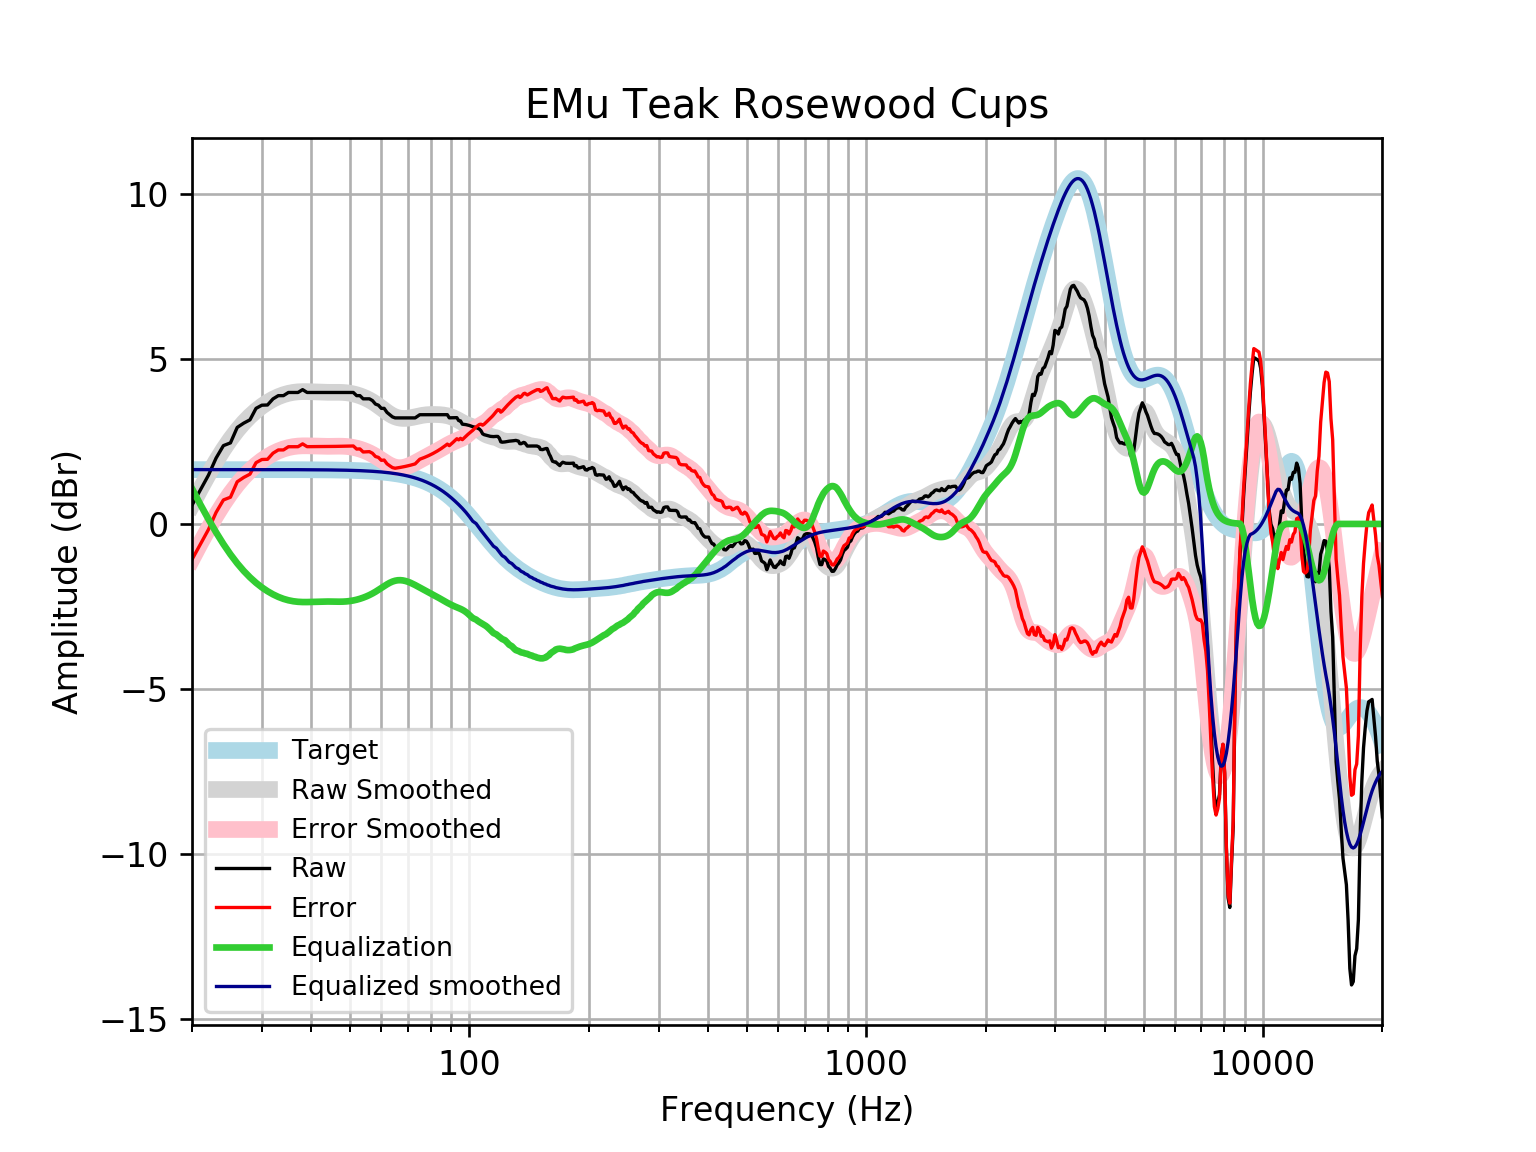 EMu Teak Rosewood Cups
10
5
0
−5
−10
−15
Amplitude (dBr)
Target
Raw Smoothed
Error Smoothed
Raw
Error
Equalization
Equalized smoothed
100 1000 10000
Frequency (Hz)